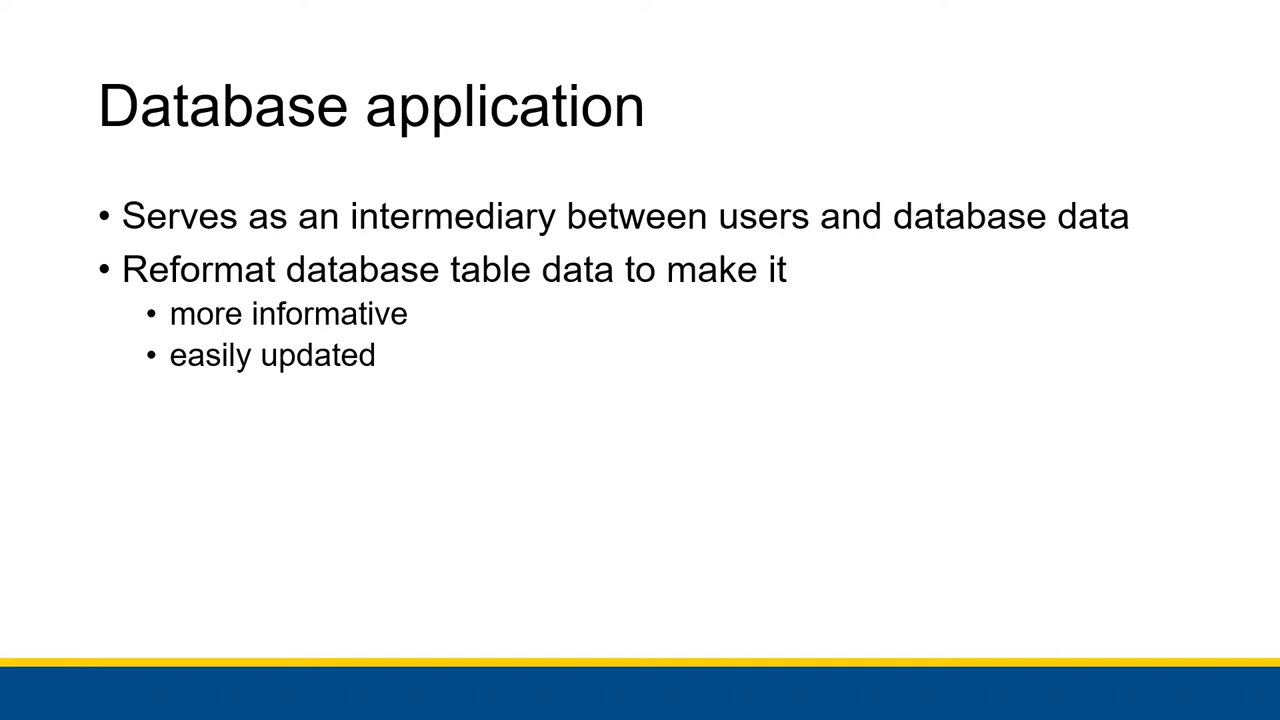 Database application
• Serves as an intermediary between users and database data
• Reformat database table data to make it
• more informative
• easily updated